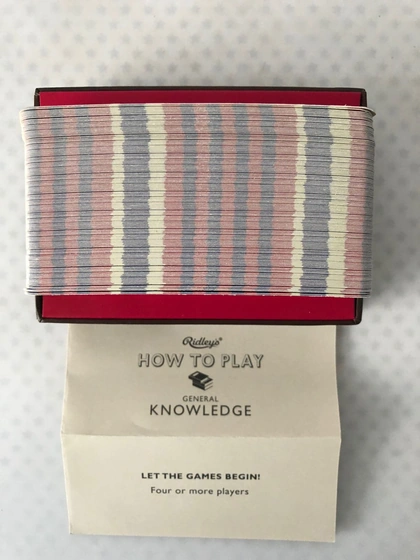 Ridley's
HOW TO PLAY
GENERAL
KNOWLEDGE
LET THE GAMES BEGIN!
Four or more players